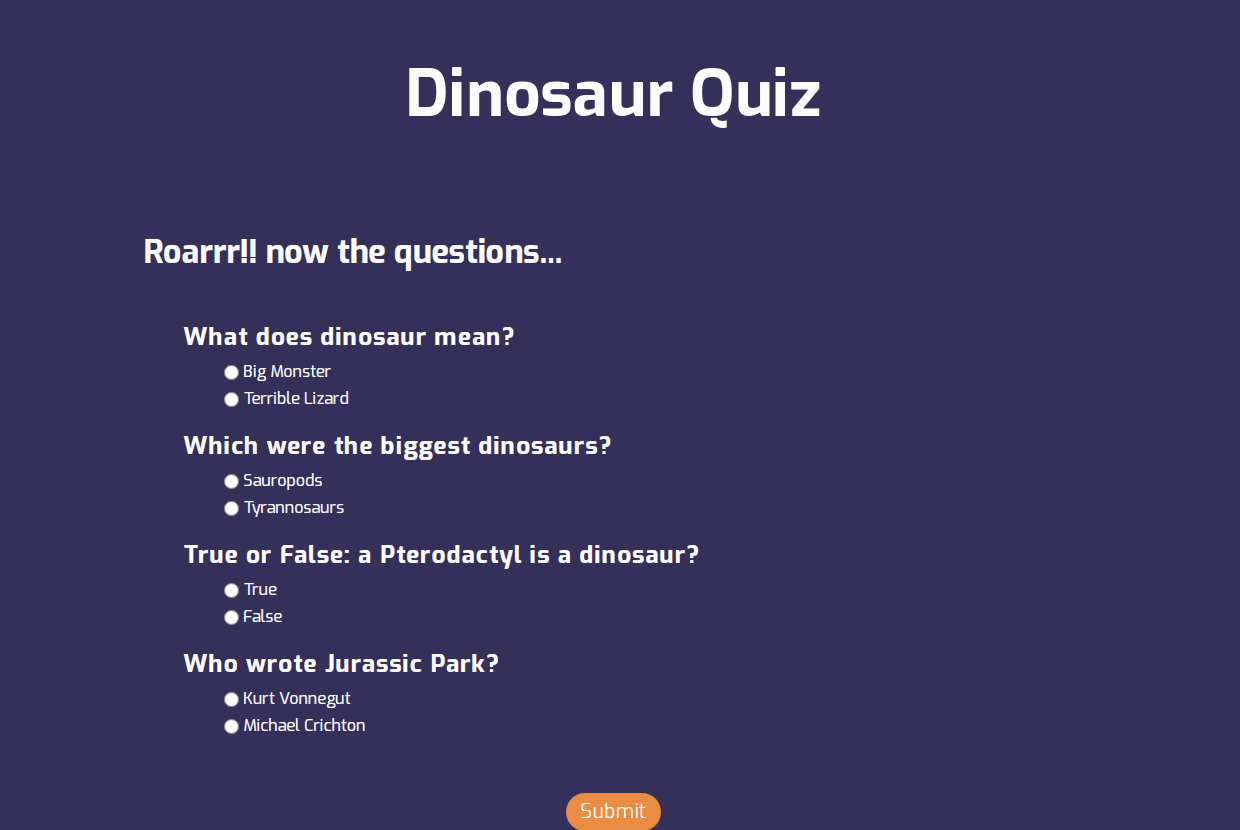 Dinosaur Quiz
Roarrr!! now the questions...
What does dinosaur mean?
Big Monster
Terrible Lizard
Which were the biggest dinosaurs?
Sauropods
Tyrannosaurs
True or False: a Pterodactyl is a dinosaur?
True
False
Who wrote Jurassic Park?
Kurt Vonnegut
Michael Crichton
Submit